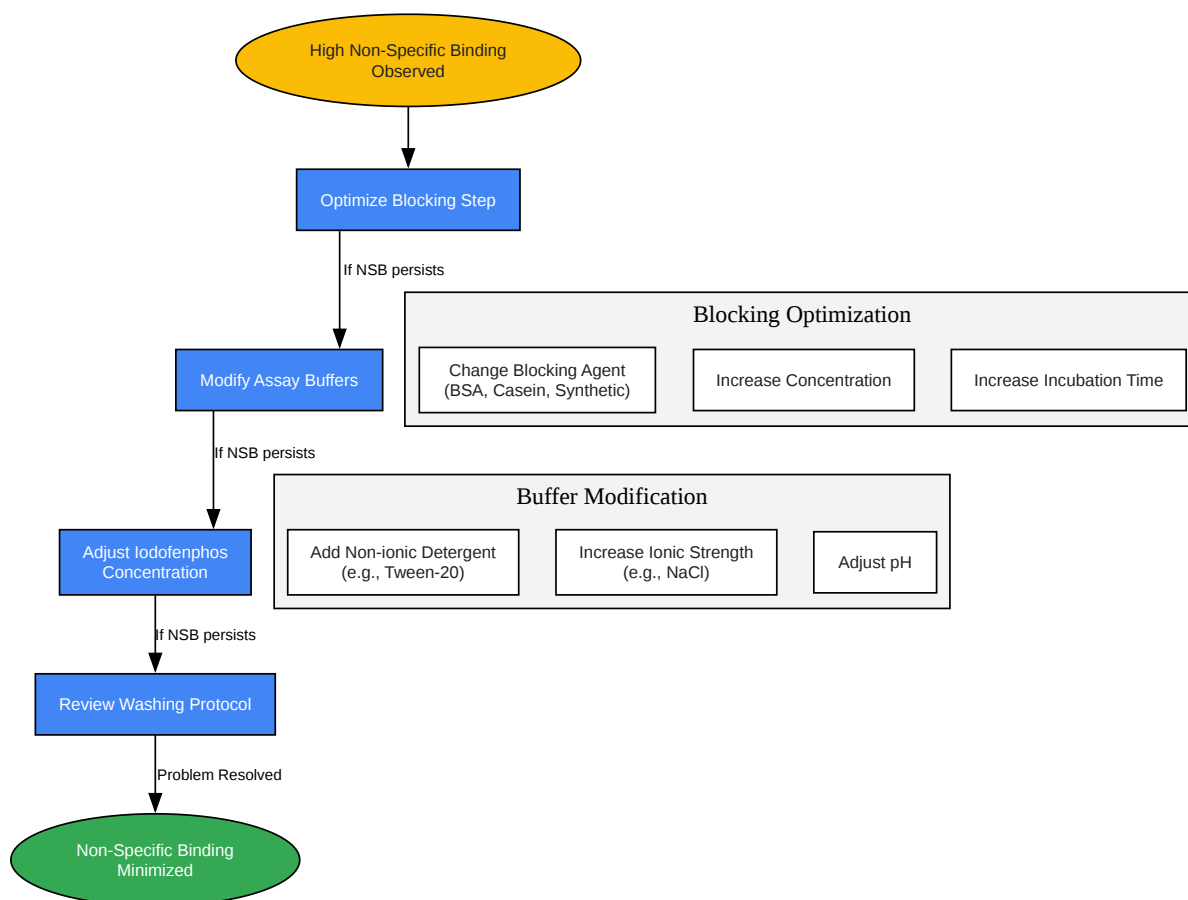 High Non-Specific Binding
Observed
Optimize Blocking Step
If NSB persists
Blocking Optimization
Modify Assay Buffers
Change Blocking Agent
(BSA, Casein, Synthetic)
Increase Concentration
Increase Incubation Time
If NSB persists
Buffer Modification
Adjust Iodofenphos
Concentration
Add Non-ionic Detergent
(e.g., Tween-20)
Increase Ionic Strength
(e.g., NaCl)
Adjust pH
If NSB persists
Review Washing Protocol
Problem Resolved
Non-Specific Binding
Minimized